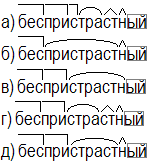 а) беспристрастный
б) беспристрастный
в) беспристрастный
г) беспристрастный
д) беспристрастный